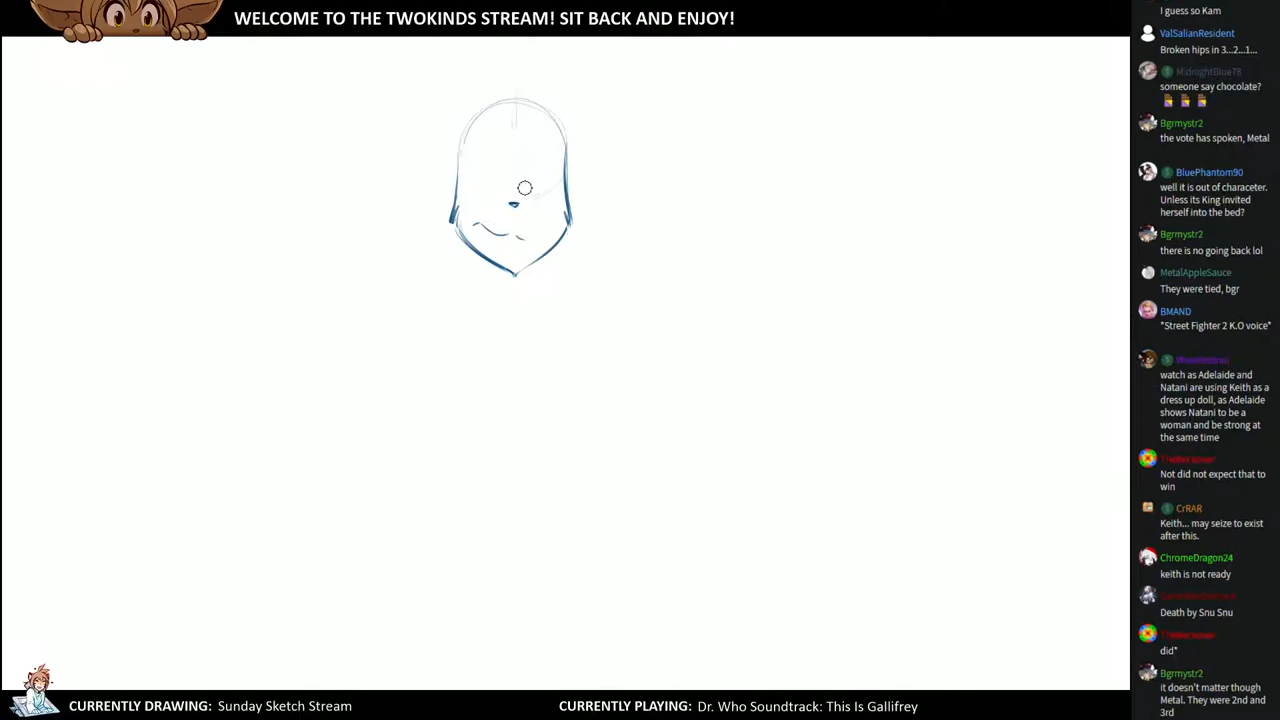 WELCOME TO THE TWOKINDS STREAM! SIT BACK AND ENJOY!
I guess so Kam
ValSalianResident
Broken hips in 3...2...1...
MidnightBlue78
someone say chocolate?
Bgrmystr2
the vote has spoken, Metal
BluePhantom90
well it is out of characeter.
Unless its King invited
herself into the bed?
Bgrmystr2
there is no going back lol
MetalAppleSauce
They were tied, bgr
BMAND
*Street Fighter 2 K.O voice*
watch as Adelaide and
Natani are using Keith as a
dress up doll, as Adelaide
shows Natani to be a
woman and be strong at
the same time
Not did not expect that to
win
CrRAR
Keith... may seize to exist
after this.
ChromeDragon24
keith is not ready
Death by Snu Snu
did*
Bgrmystr2
it doesn't matter though
Metal. They were 2nd and
3rd
CURRENTLY DRAWING: Sunday Sketch Stream
CURRENTLY PLAYING: Dr. Who Soundtrack: This Is Gallifrey